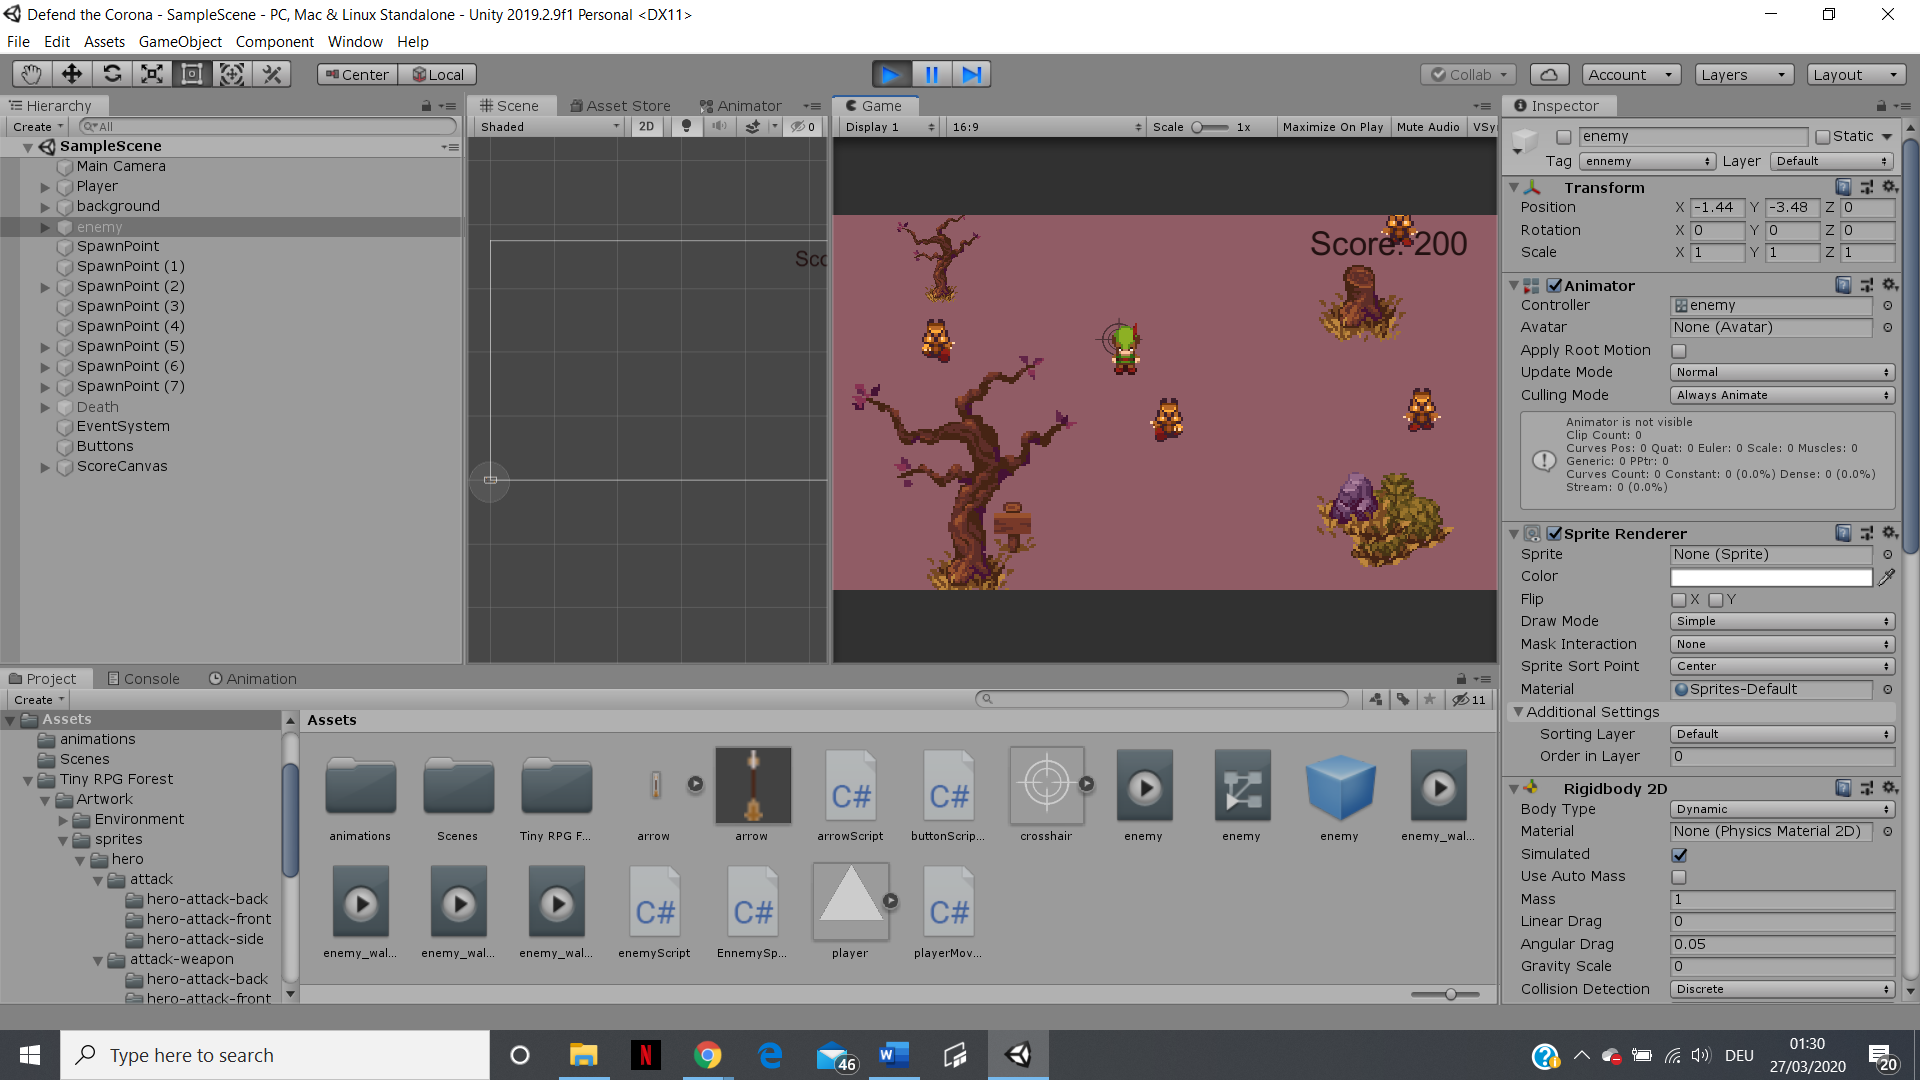 Defend the Corona - SampleScene - PC, Mac & Linux Standalone - Unity 2019.2.9f1 Personal <DX11>
File Edit Assets GameObject Component Window Help
Center Local Collab Account Layers Layout
Hierarchy
Create All
SampleScene
Main Camera
Player
background
enemy
SpawnPoint
SpawnPoint (1)
SpawnPoint (2)
SpawnPoint (3)
SpawnPoint (4)
SpawnPoint (5)
SpawnPoint (6)
SpawnPoint (7)
Death
EventSystem
Buttons
ScoreCanvas
Scene Asset Store Animator
Shaded 2D 0
Sco
Game
Display 1 16:9 Scale 1x Maximize On Play Mute Audio VSy
Score: 200
Inspector
enemy Static
Tag ennemy Layer Default
Transform
Position X -1.44 Y -3.48 Z 0
Rotation X 0 Y 0 Z 0
Scale X 1 Y 1 Z 1
Animator
Controller enemy
Avatar None (Avatar)
Apply Root Motion
Update Mode Normal
Culling Mode Always Animate
Animator is not visible
Clip Count: 0
Curves Pos: 0 Quat: 0 Euler: 0 Scale: 0 Muscles: 0
Generic: 0 PPtr: 0
Curves Count: 0 Constant: 0 (0.0%) Dense: 0 (0.0%)
Stream: 0 (0.0%)
Sprite Renderer
Sprite None (Sprite)
Color
Flip X Y
Draw Mode Simple
Mask Interaction None
Sprite Sort Point Center
Material Sprites-Default
Additional Settings
Sorting Layer Default
Order in Layer 0
Rigidbody 2D
Body Type Dynamic
Material None (Physics Material 2D)
Simulated
Use Auto Mass
Mass 1
Linear Drag 0
Angular Drag 0.05
Gravity Scale 0
Collision Detection Discrete
Project Console Animation
Create 11
Assets
animations
Scenes
Tiny RPG Forest
Artwork
Environment
sprites
hero
attack
hero-attack-back
hero-attack-front
hero-attack-side
attack-weapon
hero-attack-back
hero-attack-front
Assets
animations Scenes Tiny RPG F... arrow arrow arrowScript buttonScrip... crosshair enemy enemy enemy enemy_wal...
enemy_wal... enemy_wal... enemy_wal... enemyScript EnnemySp... player playerMov...
C# C#
C# C# C#
Type here to search
N
46
W
DEU
01:30
27/03/2020
20